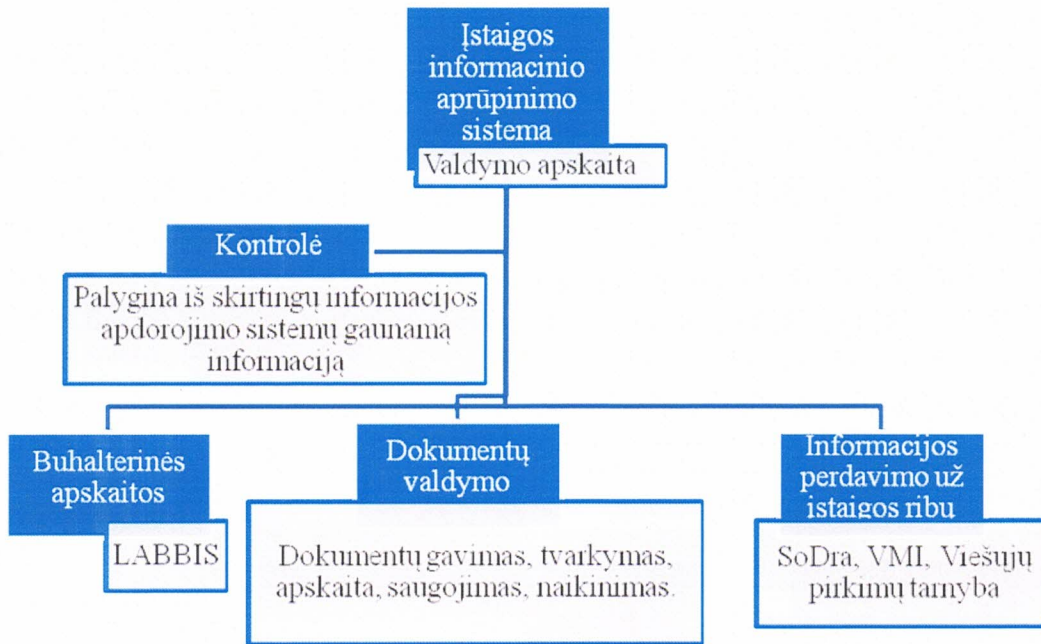 Įstaigos
informacinio
aprūpinimo
sistema
Valdymo apskaita
Kontrolė
Palygina iš skirtingų informacijos
apdorojimo sistemų gaunamą
informaciją
Buhalterinės
apskaitos
LABBIS
Dokumentų
valdymo
Dokumentų gavimas, tvarkymas,
apskaita, saugojimas, naikinimas.
Informacijos
perdavimo už
įstaigos ribų
SoDra, VMI, Viešųjų
pirkimų tarnyba